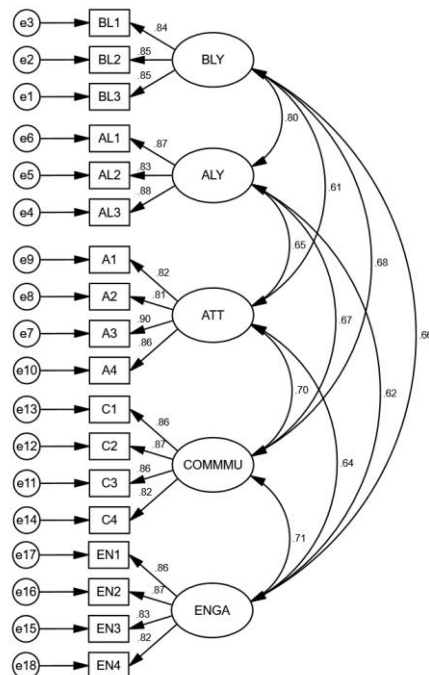 e3 BL1 .84
e2 BL2 .85 BLY
e1 BL3 .85
.80
e6 AL1 .87
e5 AL2 .83 ALY
e4 AL3 .88
.61
.65
.68
e9 A1 .82
e8 A2 .81
ATT
e7 A3 .90
e10 A4 .86
.67
.66
.70
.62
e13 C1 .86
e12 C2 .87
COMMMU
e11 C3 .86
.64
e14 C4 .82
.71
e17 EN1 .86
e16 EN2 .87
ENGA
e15 EN3 .83
e18 EN4 .82